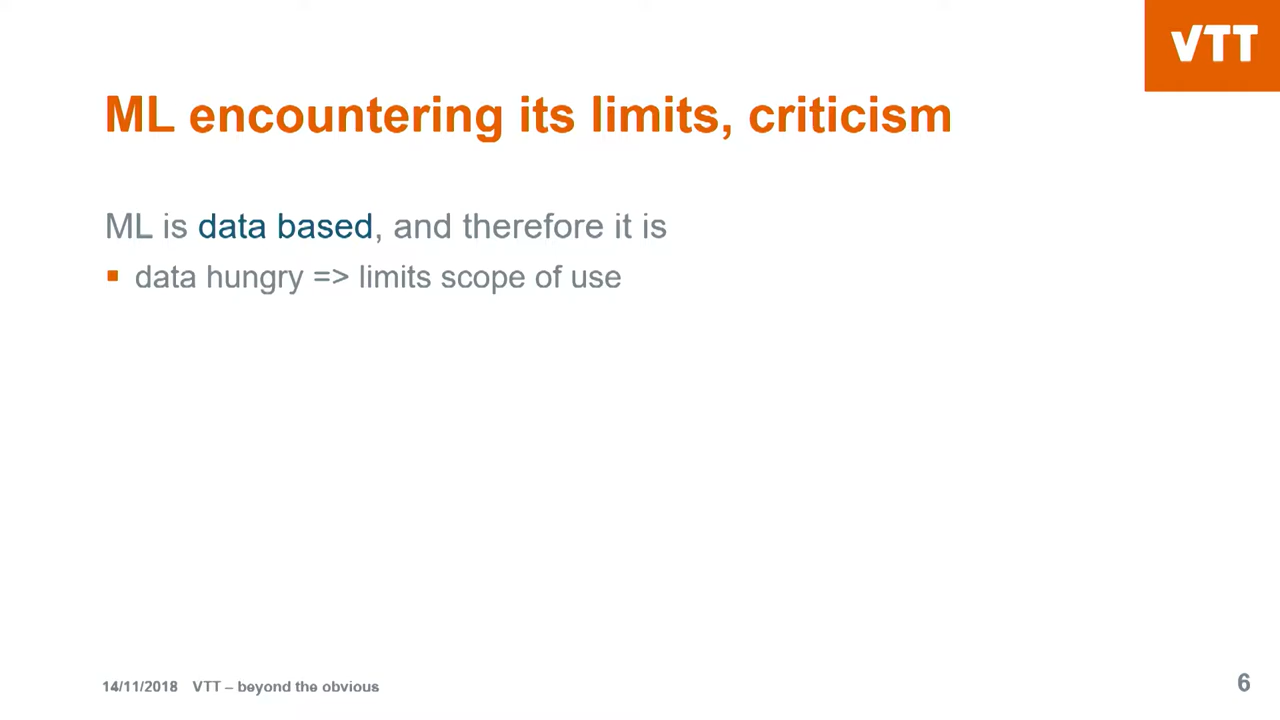 VTT
ML encountering its limits, criticism
ML is data based, and therefore it is
▪ data hungry => limits scope of use
14/11/2018 VTT – beyond the obvious
6